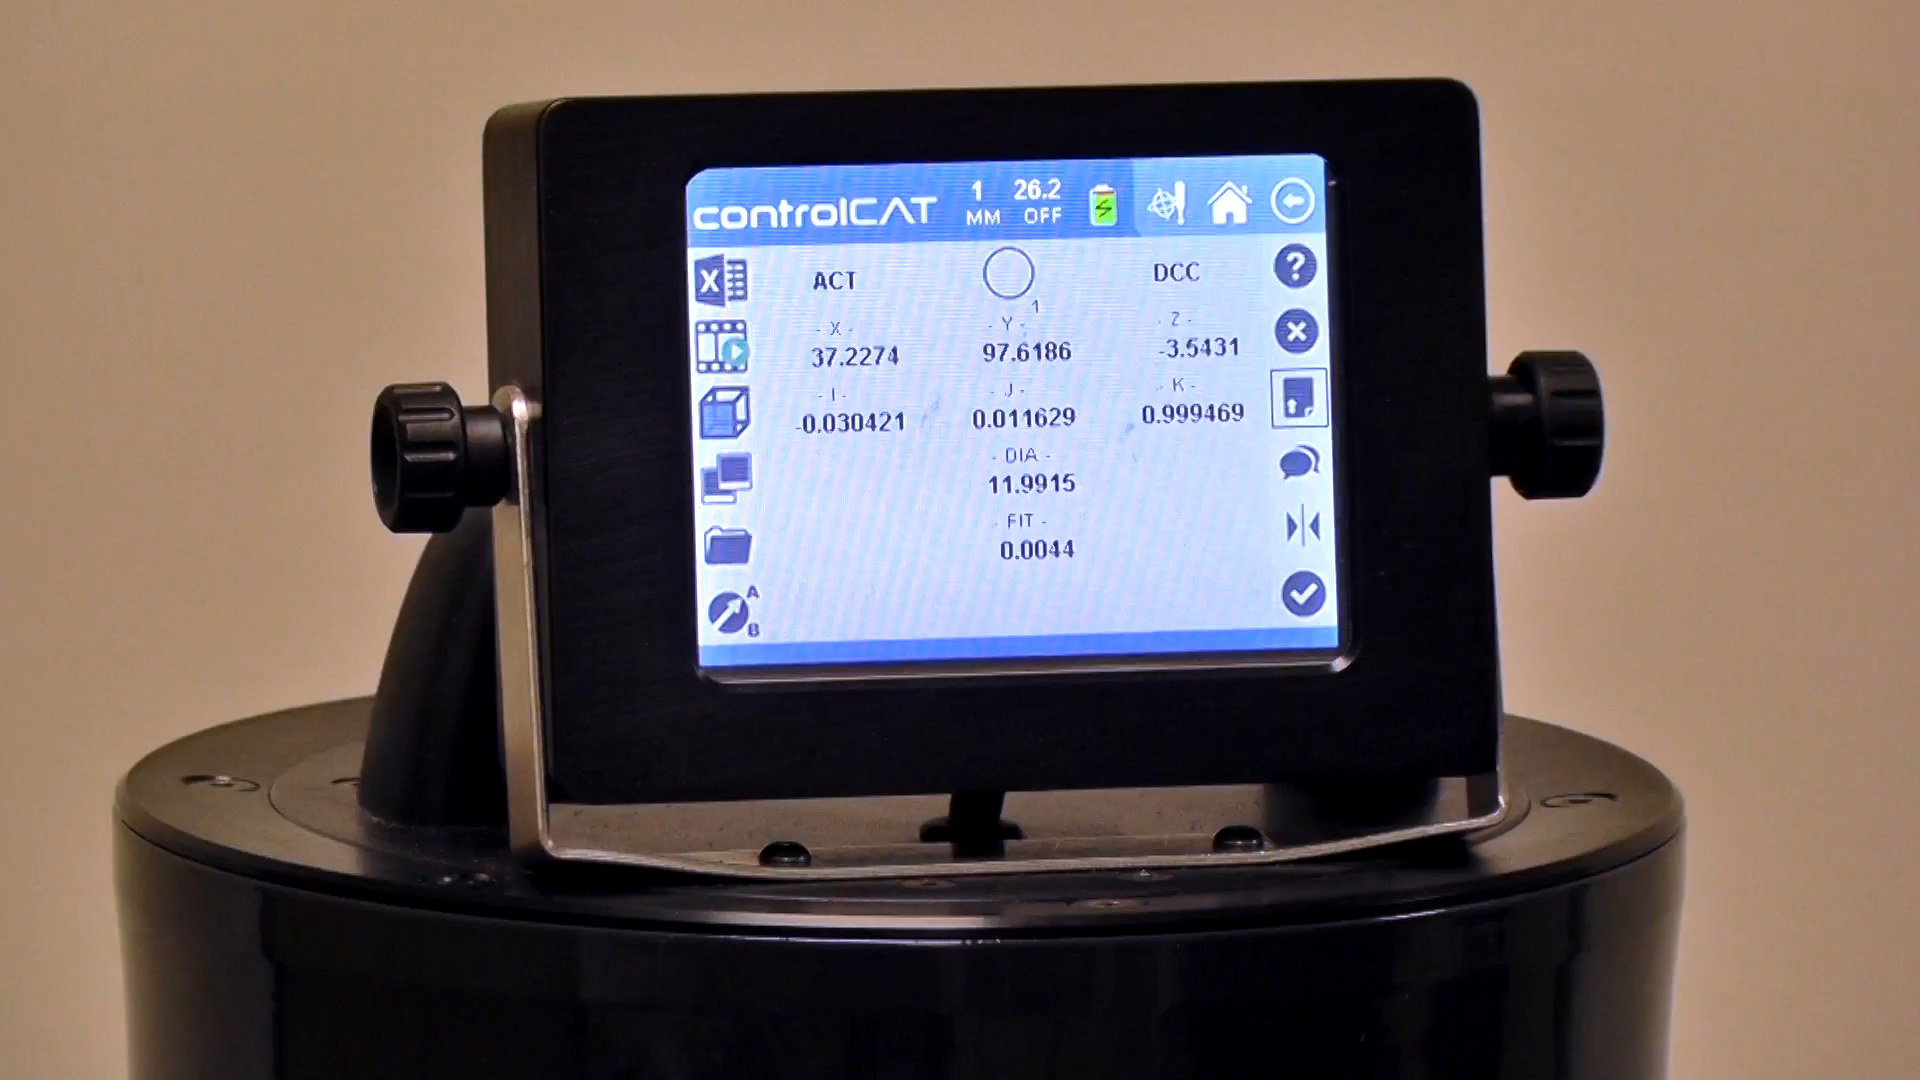 controlCAT
1 26.2
MM OFF
X
ACT DCC
1
- X - - Y - - Z -
37.2274 97.6186 -3.5431
- I - - J - - K -
-0.030421 0.011629 0.999469
- DIA -
11.9915
- FIT -
0.0044
A
B
?